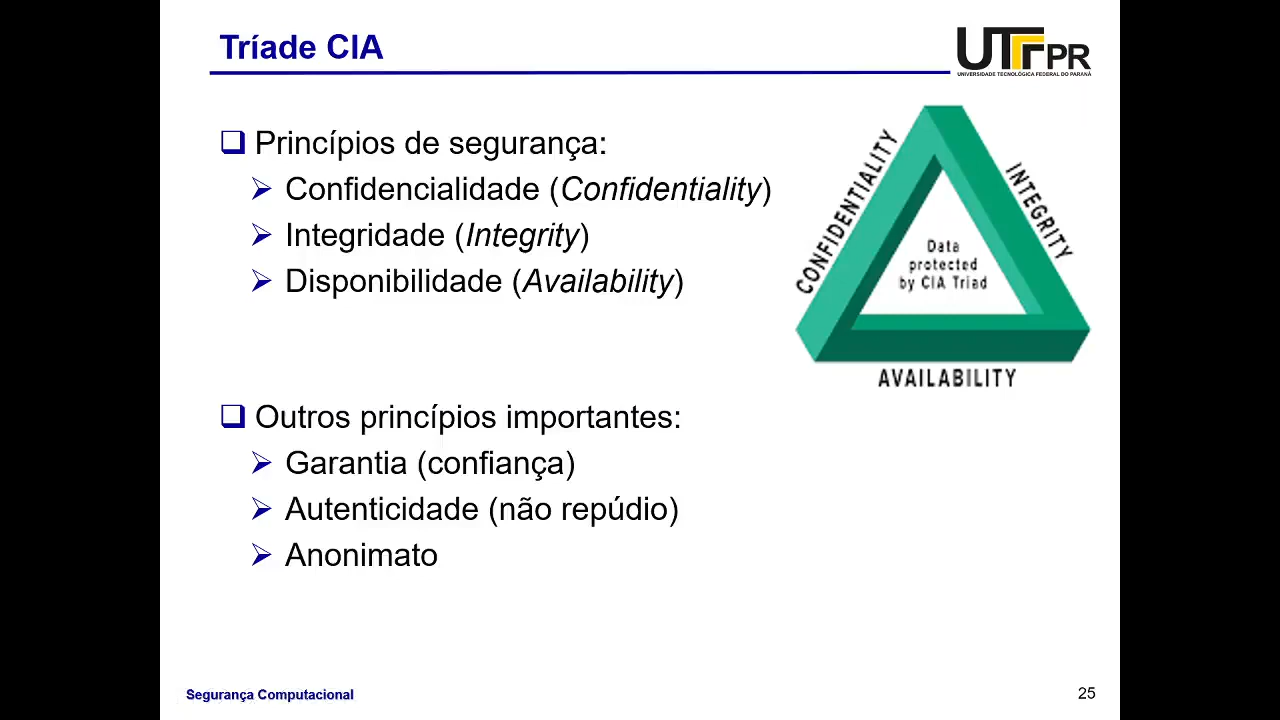 Tríade CIA
UTFPR
UNIVERSIDADE TECNOLÓGICA FEDERAL DO PARANÁ
Princípios de segurança:
Confidencialidade (Confidentiality)
Integridade (Integrity)
Disponibilidade (Availability)
CONFIDENTIALITY
INTEGRITY
Data
protected
by CIA Triad
AVAILABILITY
Outros princípios importantes:
Garantia (confiança)
Autenticidade (não repúdio)
Anonimato
Segurança Computacional
25